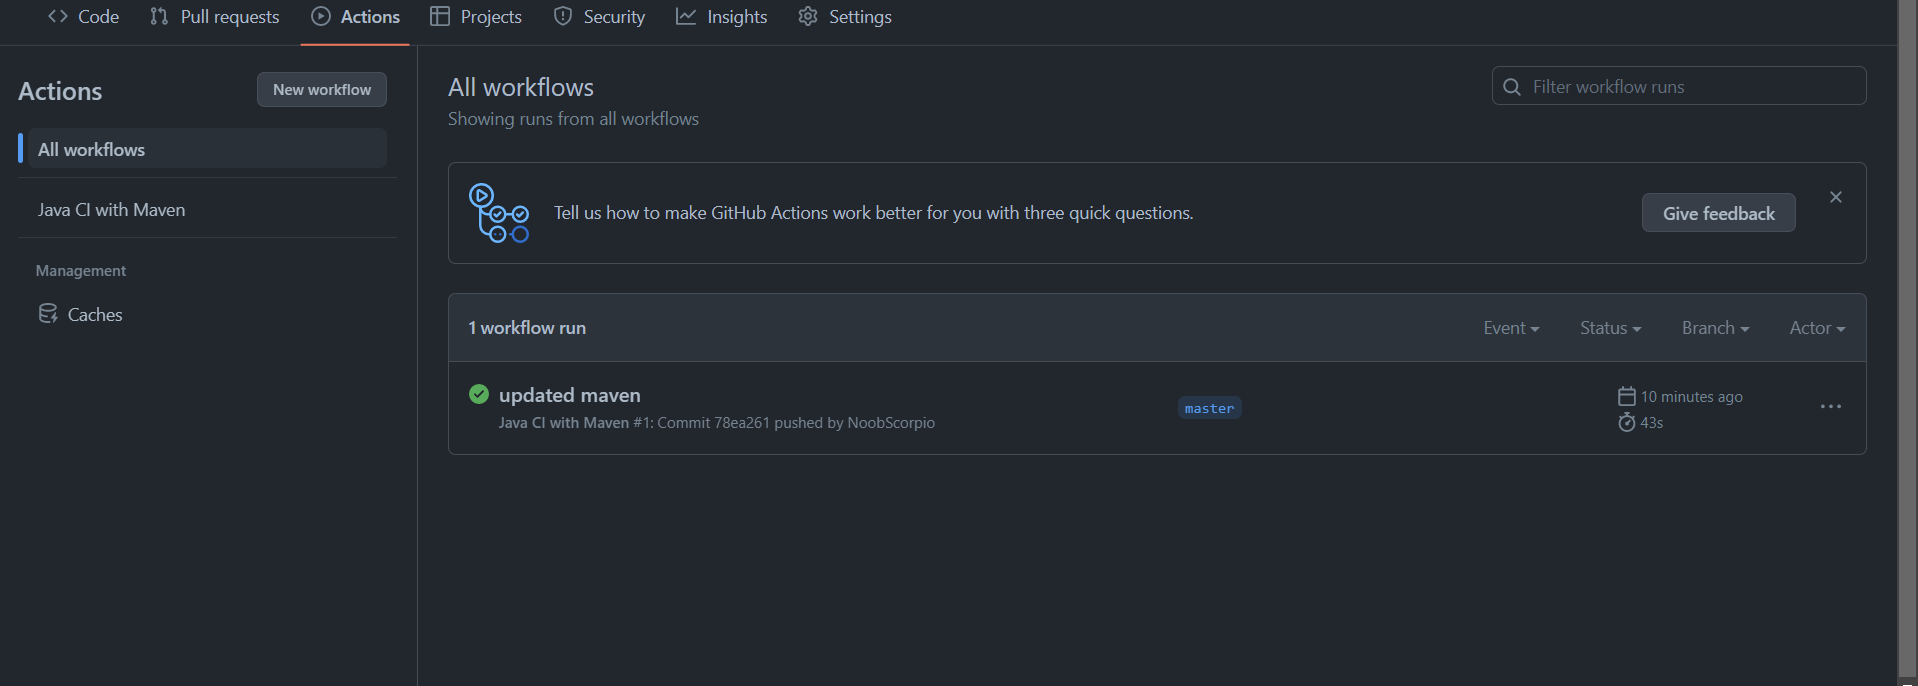 Code Pull requests Actions Projects Security Insights Settings
Actions
New workflow
All workflows
Java CI with Maven
Management
Caches
All workflows
Showing runs from all workflows
Filter workflow runs
Tell us how to make GitHub Actions work better for you with three quick questions.
Give feedback
1 workflow run
Event Status Branch Actor
updated maven
Java CI with Maven #1: Commit 78ea261 pushed by NoobScorpio
master
10 minutes ago
43s